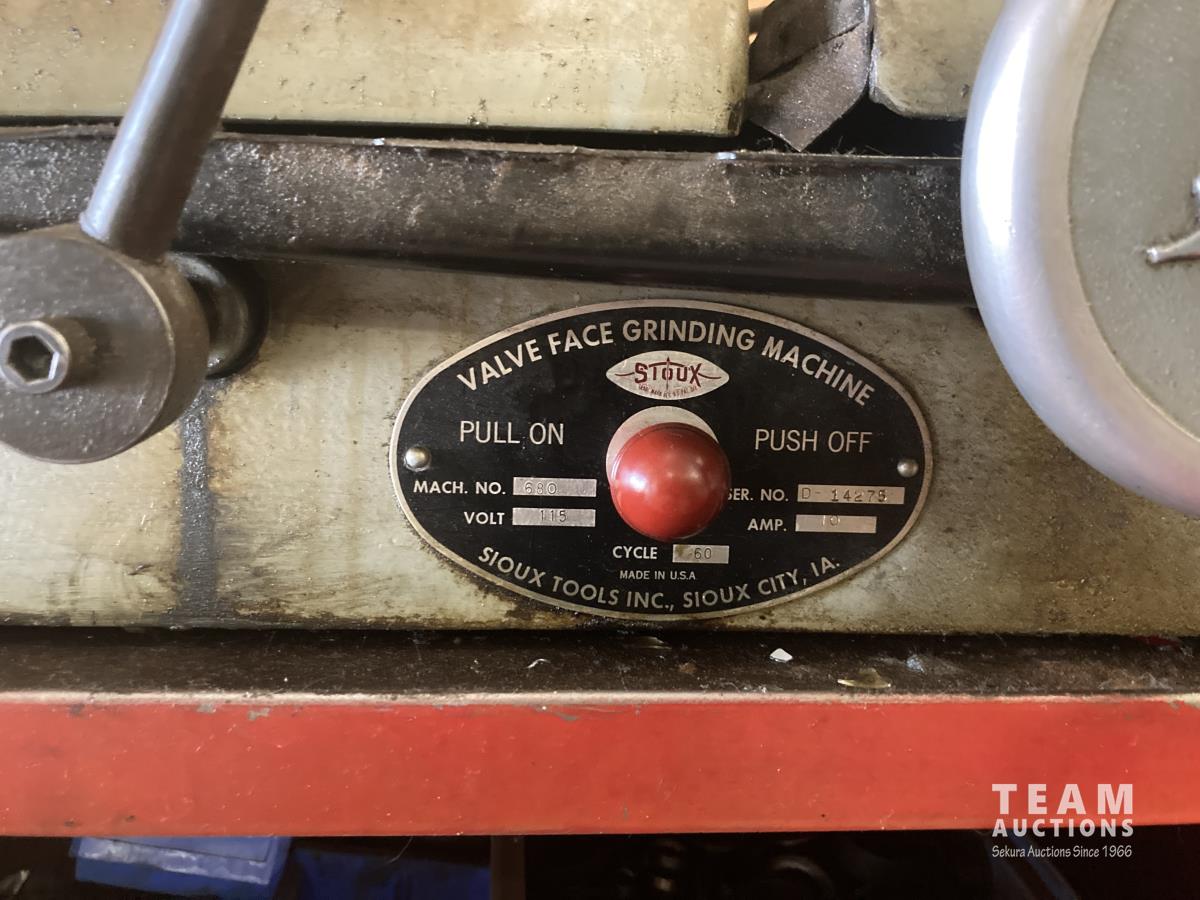 VALVE FACE GRINDING MACHINE
SIOUX
PULL ON
PUSH OFF
MACH. NO. 680
SER. NO. D-14275
VOLT 115
AMP. 10
CYCLE 60
MADE IN U.S.A
SIOUX TOOLS INC., SIOUX CITY, IA.
TEAM
AUCTIONS
Sekura Auctions Since 1966